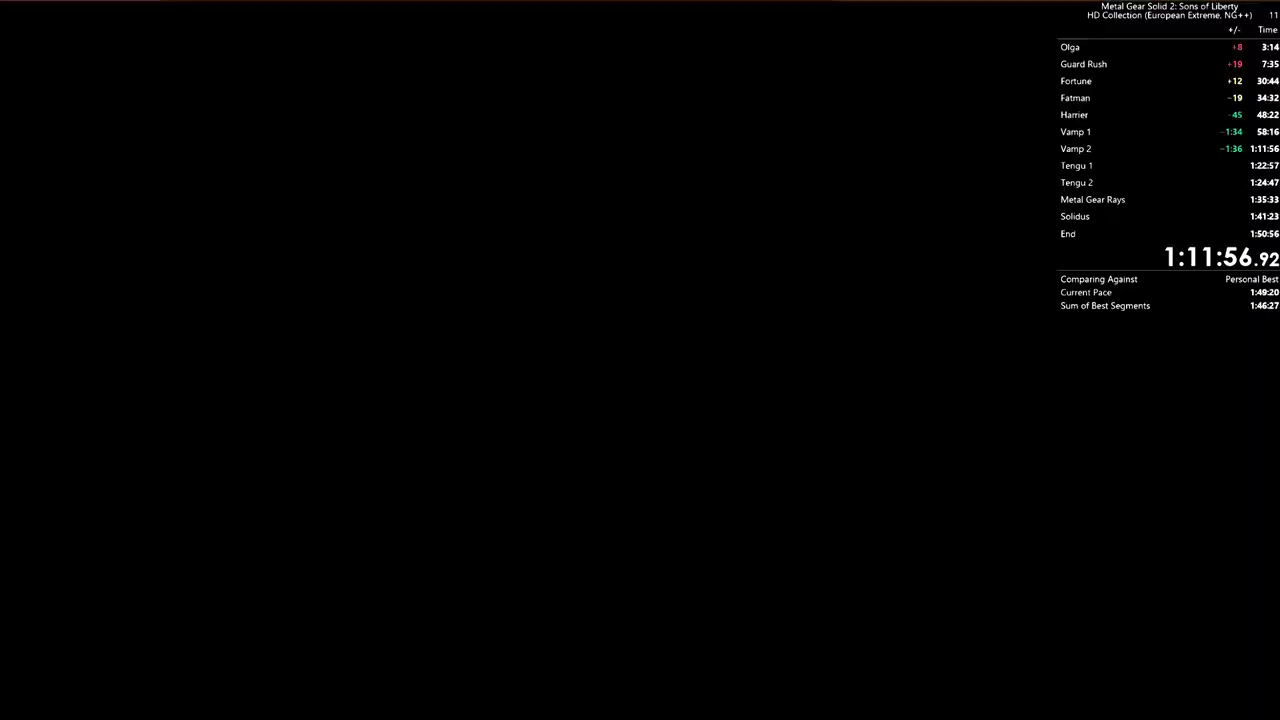 Metal Gear Solid 2: Sons of Liberty
HD Collection (European Extreme, NG++) 11
+/- Time
Olga +8 3:14
Guard Rush +19 7:35
Fortune +12 30:44
Fatman −19 34:32
Harrier -45 48:22
Vamp 1 −1:34 58:16
Vamp 2 −1:36 1:11:56
Tengu 1 1:22:57
Tengu 2 1:24:47
Metal Gear Rays 1:35:33
Solidus 1:41:23
End 1:50:56
1:11:56.92
Comparing Against Personal Best
Current Pace 1:49:20
Sum of Best Segments 1:46:27